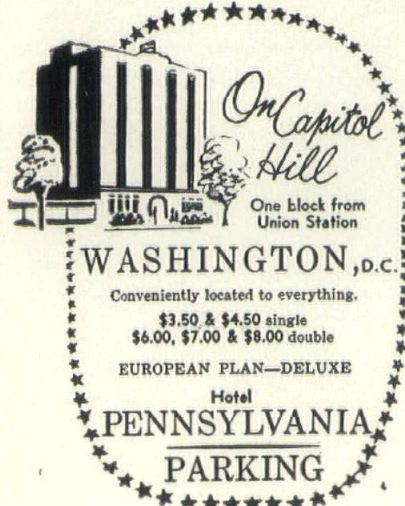 On Capitol
Hill
One block from
Union Station
WASHINGTON, D.C.
Conveniently located to everything.
$3.50 & $4.50 single
$6.00, $7.00 & $8.00 double
EUROPEAN PLAN—DELUXE
Hotel
PENNSYLVANIA
PARKING